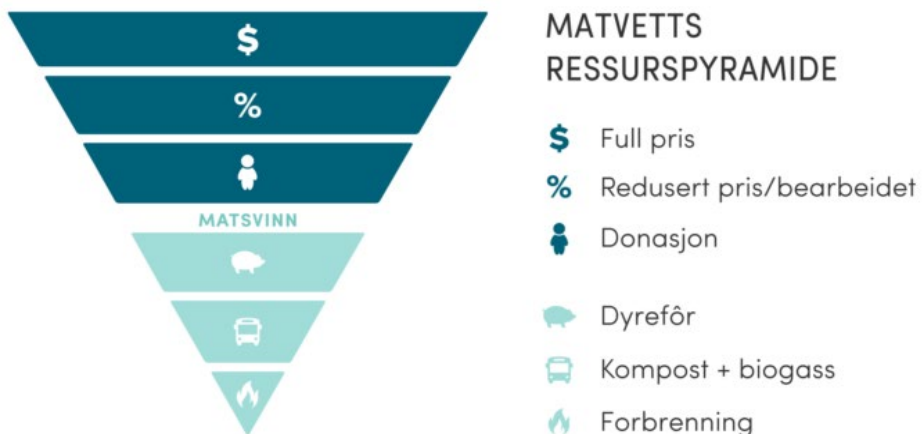 $
%
MATSVINN
MATVETTS
RESSURSPYRAMIDE
$ Full pris
% Redusert pris/bearbeidet
Donasjon
Dyrefôr
Kompost + biogass
Forbrenning